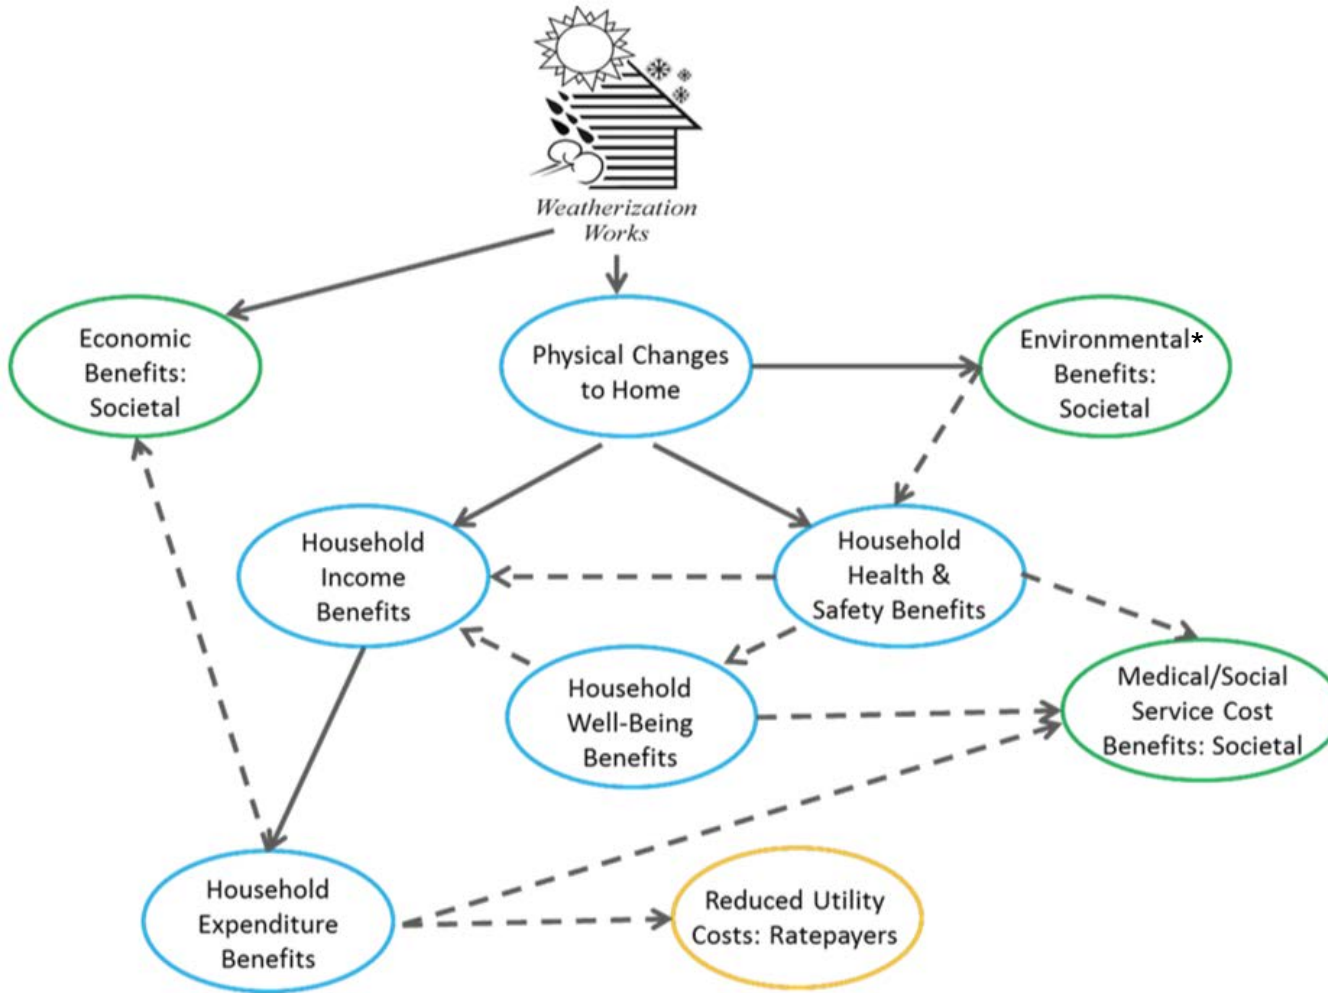 Weatherization
Works
Economic
Benefits:
Societal
Physical Changes
to Home
Environmental*
Benefits:
Societal
Household
Income
Benefits
Household
Health &
Safety Benefits
Household
Well-Being
Benefits
Medical/Social
Service Cost
Benefits: Societal
Household
Expenditure
Benefits
Reduced Utility
Costs: Ratepayers